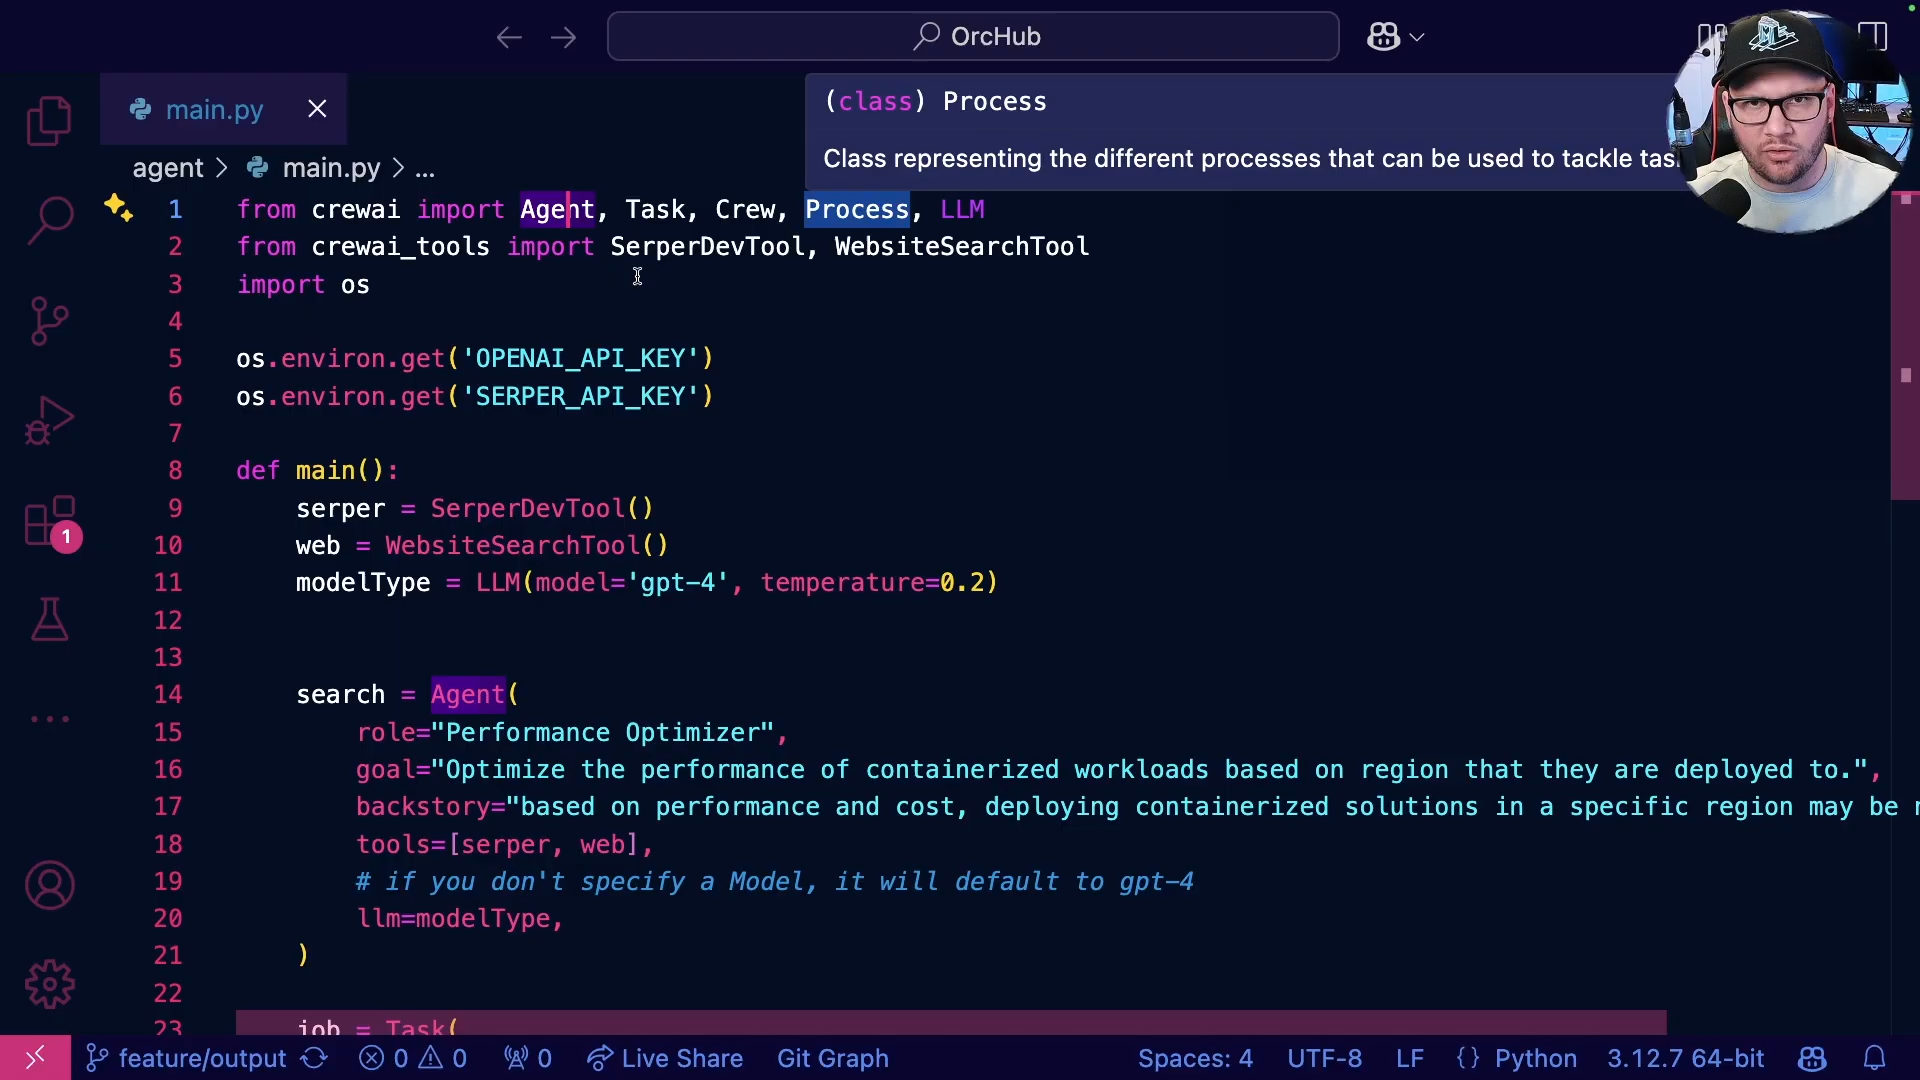 OrcHub
main.py
(class) Process
Class representing the different processes that can be used to tackle
agent > main.py > ...
1 from crewai import Agent, Task, Crew, Process, LLM
2 from crewai_tools import SerperDevTool, WebsiteSearchTool
3 import os
4
5 os.environ.get('OPENAI_API_KEY')
6 os.environ.get('SERPER_API_KEY')
7
8 def main():
9 serper = SerperDevTool()
10 web = WebsiteSearchTool()
11 modelType = LLM(model='gpt-4', temperature=0.2)
12
13
14 search = Agent(
15 role="Performance Optimizer",
16 goal="Optimize the performance of containerized workloads based on region that they are deployed to.",
17 backstory="based on performance and cost, deploying containerized solutions in a specific region may be
18 tools=[serper, web],
19 # if you don't specify a Model, it will default to gpt-4
20 llm=modelType,
21 )
22
23 job = Task(
1
feature/output 0 0 0 Live Share Git Graph Spaces: 4 UTF-8 LF {} Python 3.12.7 64-bit